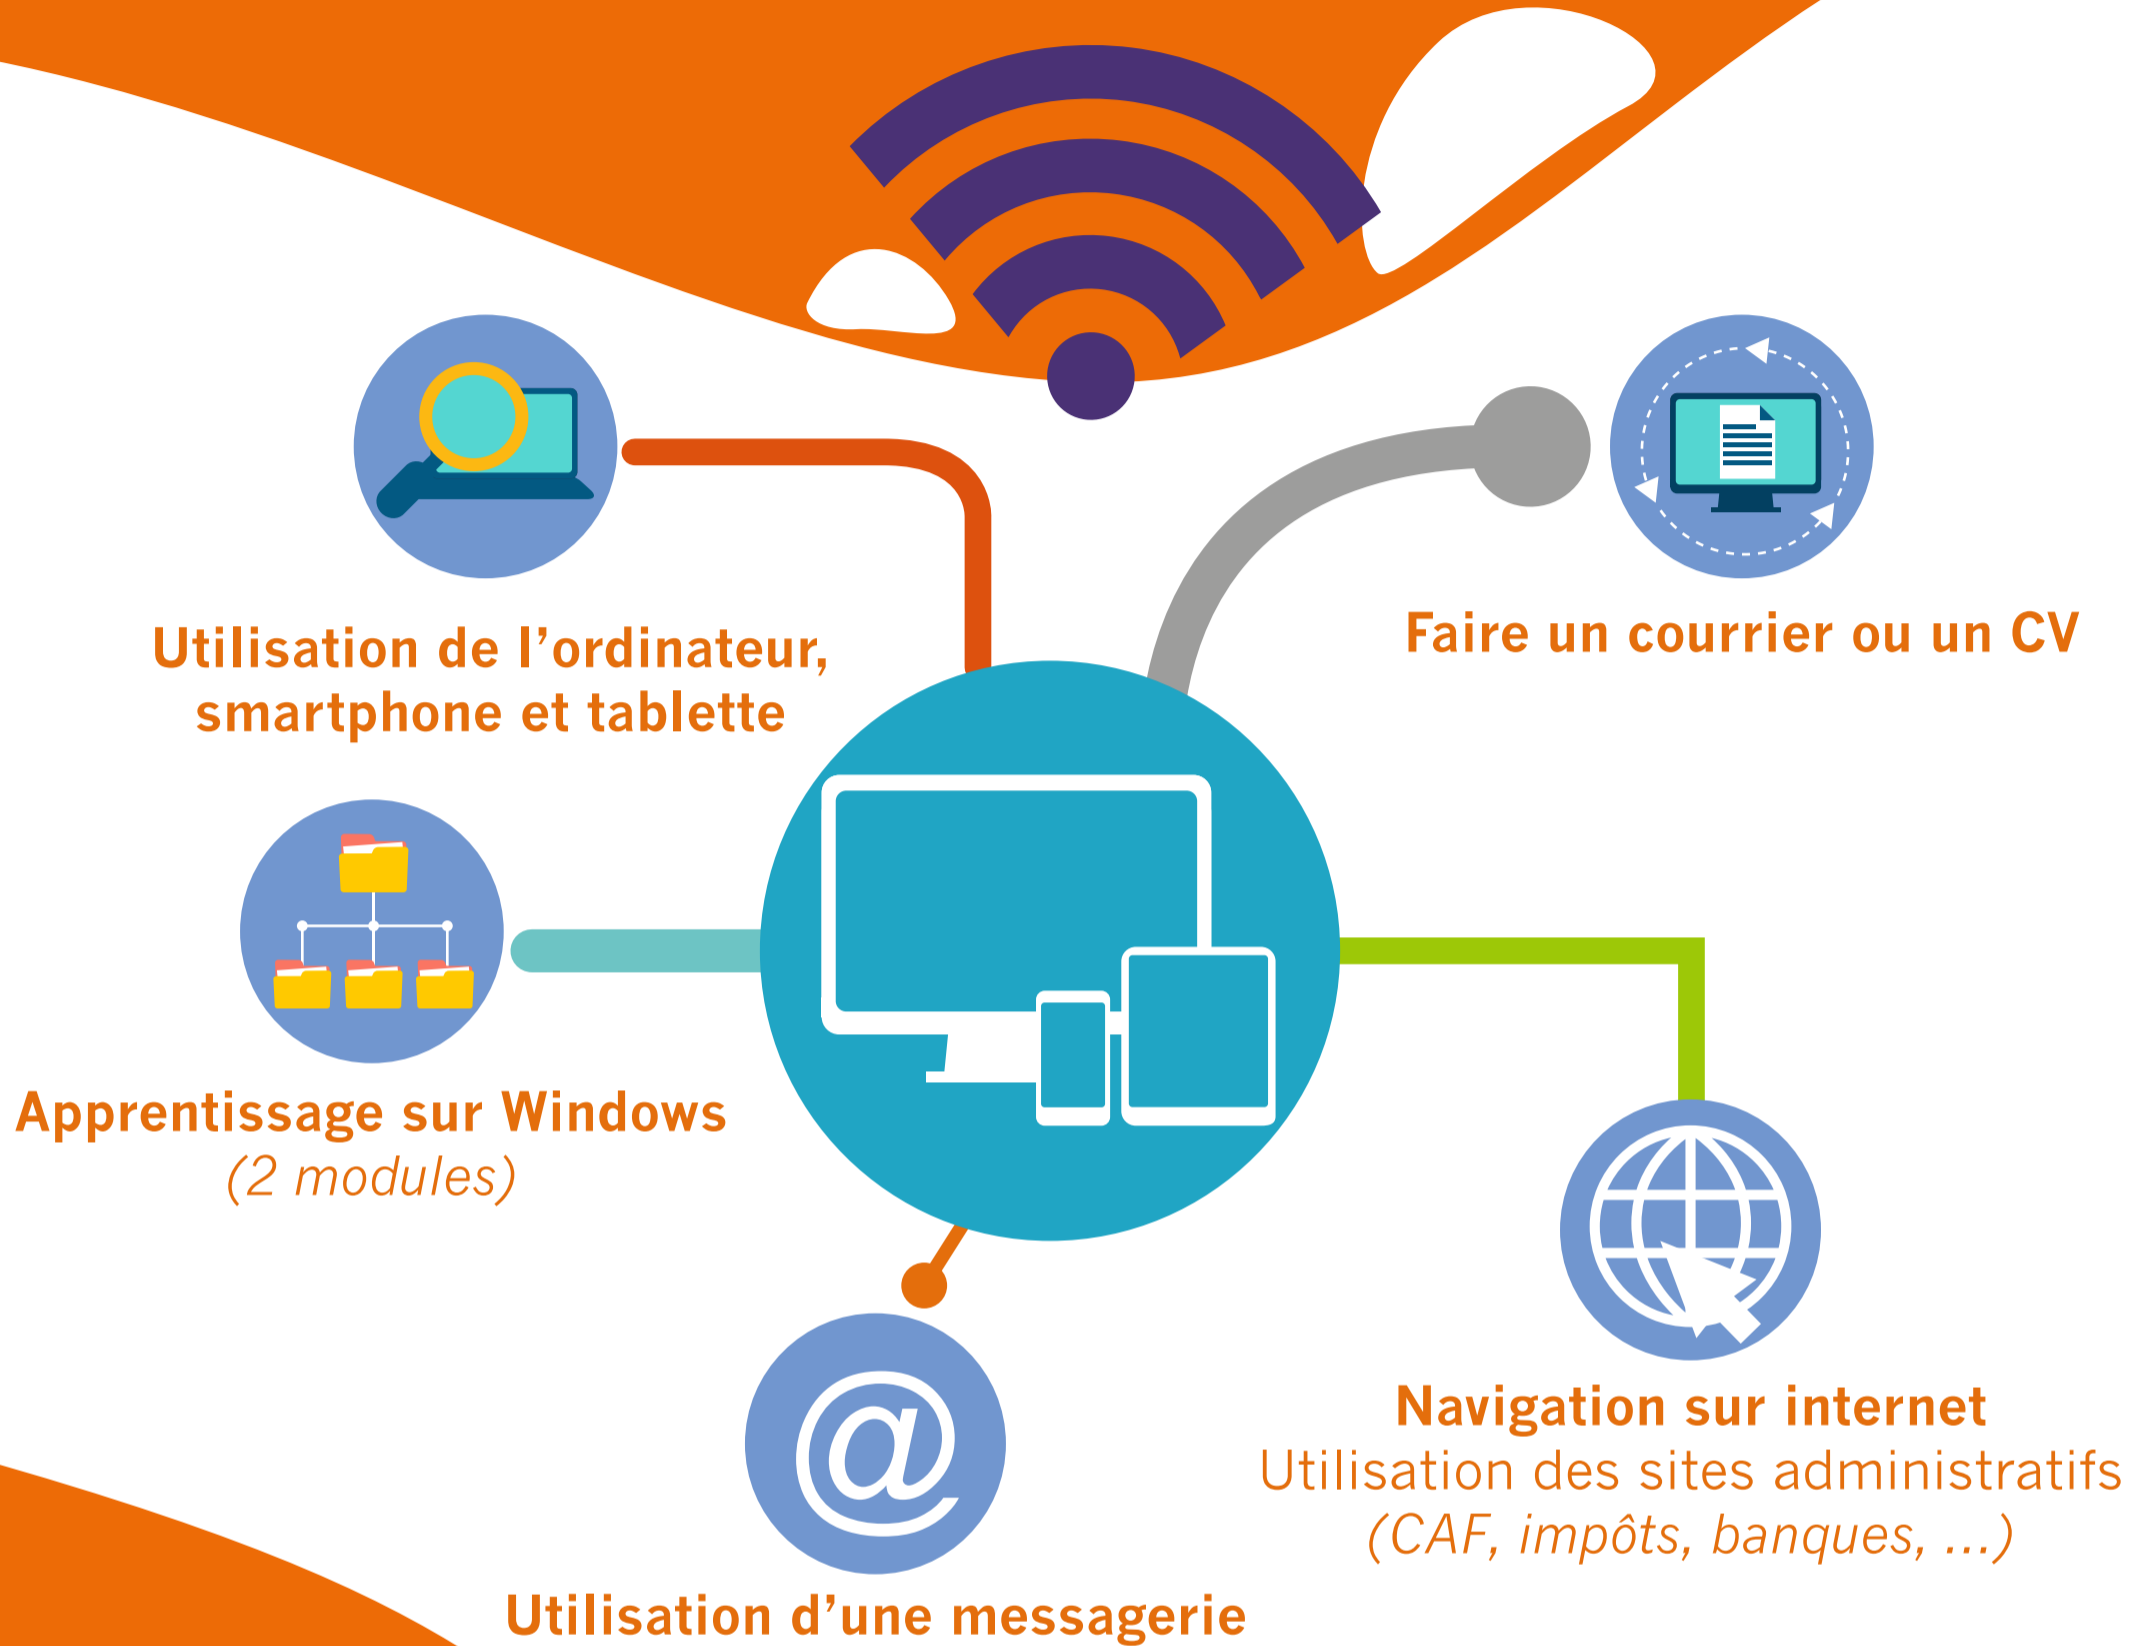 Utilisation de l’ordinateur,
smartphone et tablette
Faire un courrier ou un CV
Apprentissage sur Windows
(2 modules)
@
Navigation sur internet
Utilisation des sites administratifs
(CAF, impôts, banques, ...)
Utilisation d'une messagerie